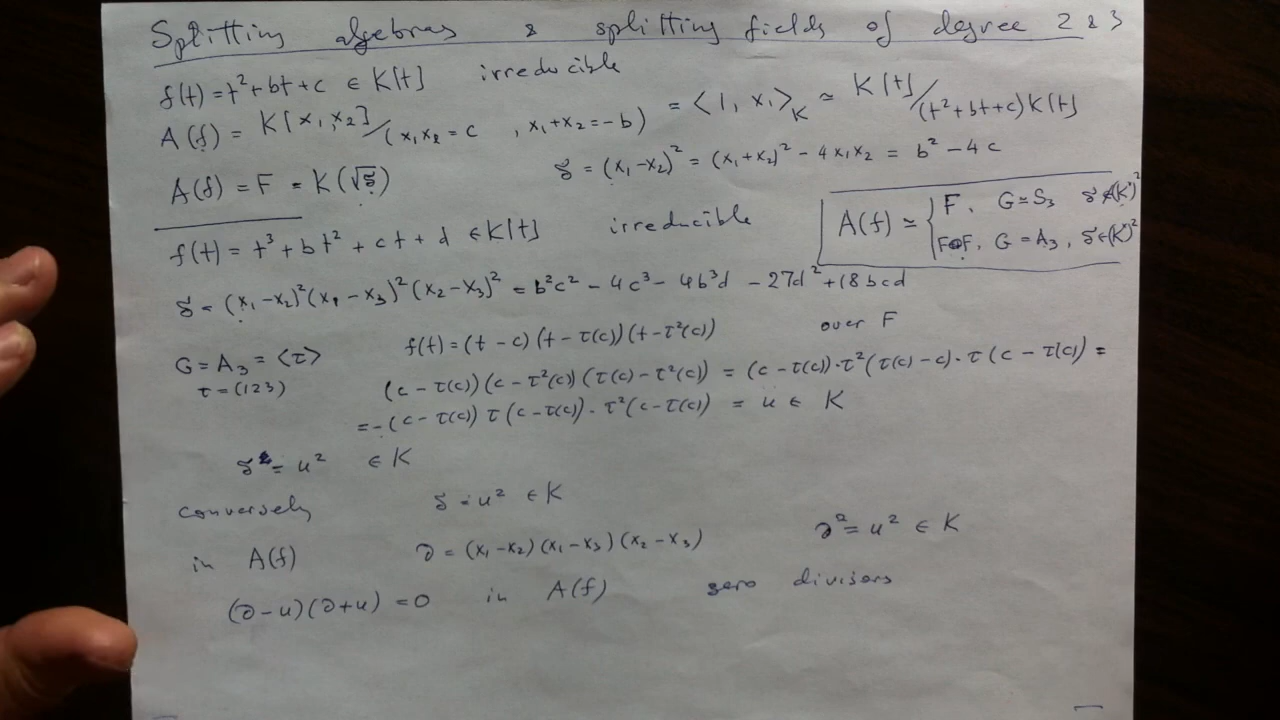 Splitting algebras & splitting fields of degree 2 & 3
f(t) = t² + bt + c ∈ K[t] irreducible
A(f) = K[x₁,x₂]/(x₁x₂ = c , x₁+x₂ = -b) = ⟨1, x₁⟩_K ≃ K[t]/(t²+bt+c)K[t]
A(f) = F = K(√δ) δ = (x₁-x₂)² = (x₁+x₂)² - 4x₁x₂ = b² - 4c
f(t) = t³ + bt² + ct + d ∈ K[t] irreducible
A(f) ≃ { F, G≃S₃ δ∉(K*)²
F⊕F, G = A₃, δ∈(K*)²
δ = (x₁-x₂)²(x₁-x₃)²(x₂-x₃)² = b²c² - 4c³ - 4b³d - 27d² + 18bcd
G = A₃ = ⟨τ⟩ f(t) = (t - c)(t - τ(c))(t - τ²(c)) over F
τ = (123) (c - τ(c))(c - τ²(c))(τ(c) - τ²(c)) = (c - τ(c))·τ²(τ(c) - c)·τ(c - τ(c)) =
= -(c - τ(c)) τ(c - τ(c))·τ²(c - τ(c)) = u ∈ K
δ = u² ∈ K
conversely δ = u² ∈ K
in A(f) ∂ = (x₁-x₂)(x₁-x₃)(x₂-x₃) ∂² = u² ∈ K
(∂-u)(∂+u) = 0 in A(f) zero divisors